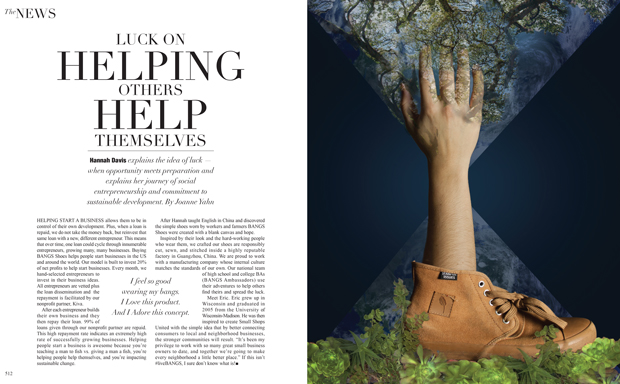 The NEWS
LUCK ON
HELPING
OTHERS
HELP
THEMSELVES
Hannah Davis explains the idea of luck —
when opportunity meets preparation and
explains her journey of social
entrepreneurship and commitment to
sustainable development. By Joanne Yahn
HELPING START A BUSINESS allows them to be in
control of their own development. Plus, when a loan is
repaid, we do not take the money back, but reinvest that
same loan with a new, different entrepreneur. This means
that over time, one loan could cycle through innumerable
entrepreneurs, growing many, many businesses. Buying
BANGS Shoes helps people start businesses in the US
and around the world. Our model is built to invest 20%
of net profits to help start businesses. Every month, we
hand-selected entrepreneurs to
invest in their business ideas.
All entrepreneurs are vetted plus
the loan dissemination and the
repayment is facilitated by our
nonprofit partner, Kiva.
After each entrepreneur builds
their own business and they
then repay their loan. 99% of
loans given through our nonprofit partner are repaid.
This high repayment rate indicates an extremely high
rate of successfully growing businesses. Helping
people start a business is awesome because you're
teaching a man to fish vs. giving a man a fish, you're
helping people help themselves, and you're impacting
sustainable change.
I feel so good
wearing my bangs.
I Love this product.
And I Adore this concept.
After Hannah taught English in China and discovered
the simple shoes worn by workers and farmers BANGS
Shoes were created with a blank canvas and hope.
Inspired by their look and the hard-working people
who wear them, we crafted our shoes are responsibly
cut, sewn, and stitched inside a highly reputable
factory in Guangzhou, China. We are proud to work
with a manufacturing company whose internal culture
matches the standards of our own. Our national team
of high school and college BAs
(BANGS Ambassadors) use
their adventures to help others
find theirs and spread the luck.
Meet Eric. Eric grew up in
Wisconsin and graduated in
2005 from the University of
Wisconsin-Madison. He was then
inspired to create Small Shops
United with the simple idea that by better connecting
consumers to local and neighborhood businesses,
the stronger communities will result. "It's been my
privilege to work with so many great small business
owners to date, and together we're going to make
every neighborhood a little better place." If this isn't
#liveBANGS, I sure don't know what is!
512